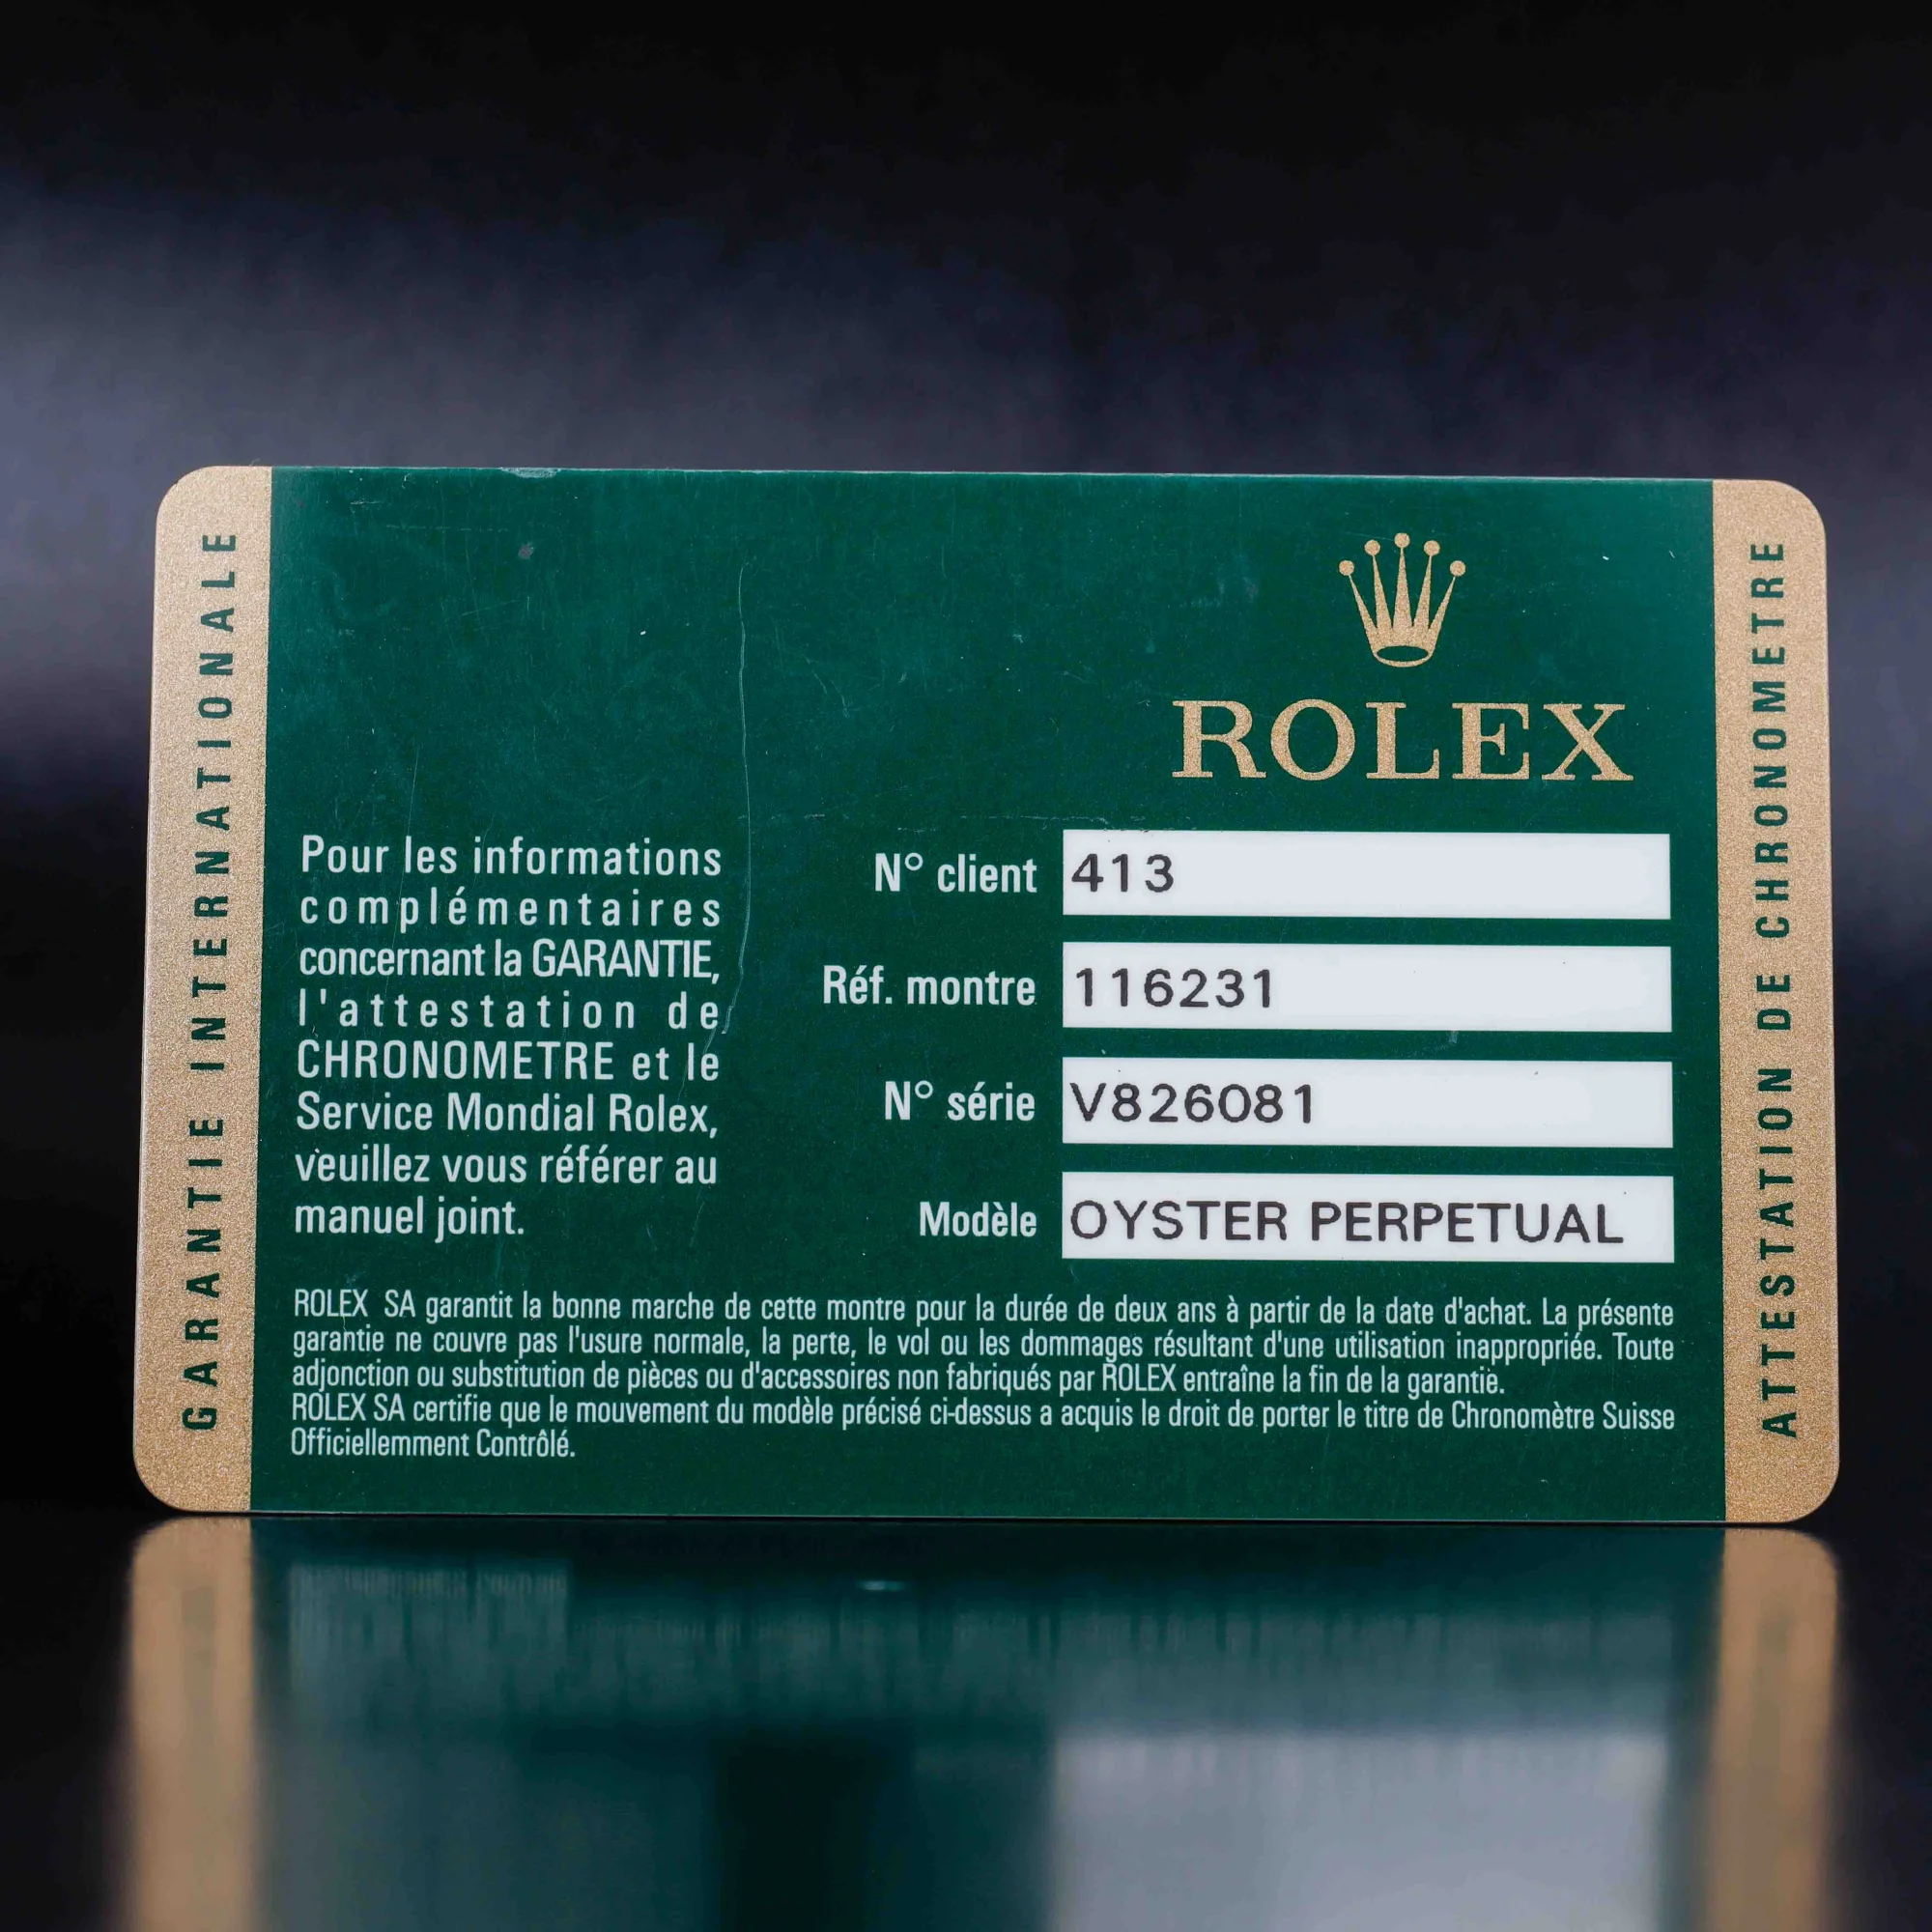 GARANTIE INTERNATIONALE
ROLEX
Pour les informations
complémentaires
concernant la GARANTIE,
l'attestation de
CHRONOMETRE et le
Service Mondial Rolex,
veuillez vous référer au
manuel joint.
N° client 413
Réf. montre 116231
N° série V826081
Modèle OYSTER PERPETUAL
ROLEX SA garantit la bonne marche de cette montre pour la durée de deux ans à partir de la date d'achat. La présente
garantie ne couvre pas l'usure normale, la perte, le vol ou les dommages résultant d'une utilisation inappropriée. Toute
adjonction ou substitution de pièces ou d'accessoires non fabriqués par ROLEX entraîne la fin de la garantie.
ROLEX SA certifie que le mouvement du modèle précisé ci-dessus a acquis le droit de porter le titre de Chronomètre Suisse
Officiellemment Contrôlé.
ATTESTATION DE CHRONOMETRE